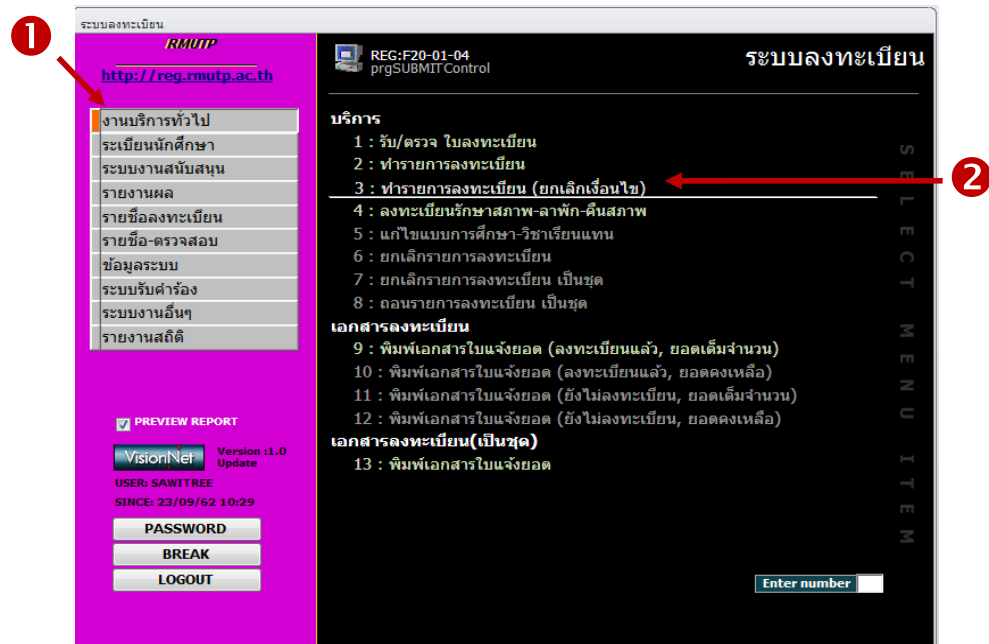 ระบบลงทะเบียน
1
RMUTP
http://reg.rmutp.ac.th
งานบริการทั่วไป
ระเบียนนักศึกษา
ระบบงานสนับสนุน
รายงานผล
รายชื่อลงทะเบียน
รายชื่อ-ตรวจสอบ
ข้อมูลระบบ
ระบบรับคำร้อง
ระบบงานอื่นๆ
รายงานสถิติ
PREVIEW REPORT
VisionNet
Version :1.0
Update
USER: SAWITREE
SINCE: 23/09/62 10:29
PASSWORD
BREAK
LOGOUT
REG:F20-01-04
prgSUBMITControl
ระบบลงทะเบียน
บริการ
1 : รับ/ตรวจ ใบลงทะเบียน
2 : ทำรายการลงทะเบียน
3 : ทำรายการลงทะเบียน (ยกเลิกเงื่อนไข)
2
4 : ลงทะเบียนรักษาสภาพ-ลาพัก-คืนสภาพ
5 : แก้ไขแบบการศึกษา-วิชาเรียนแทน
6 : ยกเลิกรายการลงทะเบียน
7 : ยกเลิกรายการลงทะเบียน เป็นชุด
8 : ถอนรายการลงทะเบียน เป็นชุด
เอกสารลงทะเบียน
9 : พิมพ์เอกสารใบแจ้งยอด (ลงทะเบียนแล้ว, ยอดเต็มจำนวน)
10 : พิมพ์เอกสารใบแจ้งยอด (ลงทะเบียนแล้ว, ยอดคงเหลือ)
11 : พิมพ์เอกสารใบแจ้งยอด (ยังไม่ลงทะเบียน, ยอดเต็มจำนวน)
12 : พิมพ์เอกสารใบแจ้งยอด (ยังไม่ลงทะเบียน, ยอดคงเหลือ)
เอกสารลงทะเบียน(เป็นชุด)
13 : พิมพ์เอกสารใบแจ้งยอด
SELECT MENU ITEM
Enter number